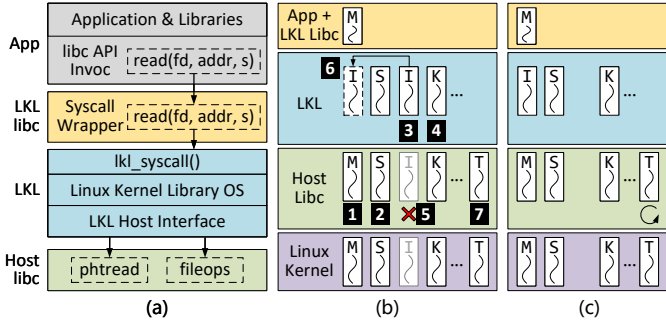 App
Application & Libraries
libc API
Invoc
read(fd, addr, s)
LKL
libc
Syscall
Wrapper
read(fd, addr, s)
LKL
lkl_syscall()
Linux Kernel Library OS
LKL Host Interface
Host
libc
phtread
fileops
(a)
App +
LKL Libc
M
6
I S I K ...
LKL
3 4
Host
Libc
M S I K ... T
1 2 5 7
Linux
Kernel
M S I K ... T
(b)
M
I S K ...
M S K ... T
M S K ... T
(c)